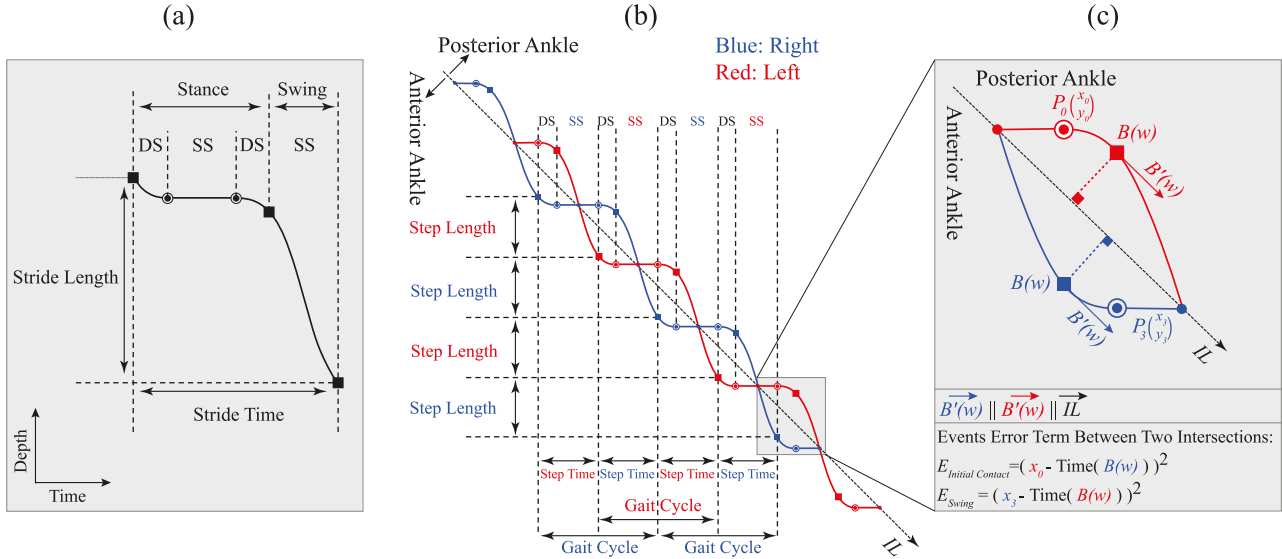 (a)
Stance
Swing
DS
SS
DS
SS
Stride Length
Stride Time
Depth
Time
(b)
Posterior Ankle
Anterior Ankle
Blue: Right
Red: Left
DS SS DS SS DS SS DS SS
Step Length
Step Length
Step Length
Step Length
Step Time Step Time Step Time Step Time
Gait Cycle
Gait Cycle Gait Cycle
IL
(c)
Posterior Ankle
Anterior Ankle
P0(x0 y0)
B(w)
B'(w)
B(w)
B'(w)
P3(x3 y3)
IL
B'(w) || B'(w) || IL
Events Error Term Between Two Intersections:
E Initial Contact =( x0 - Time( B(w) ) )2
E Swing = ( x3 - Time( B(w) ) )2